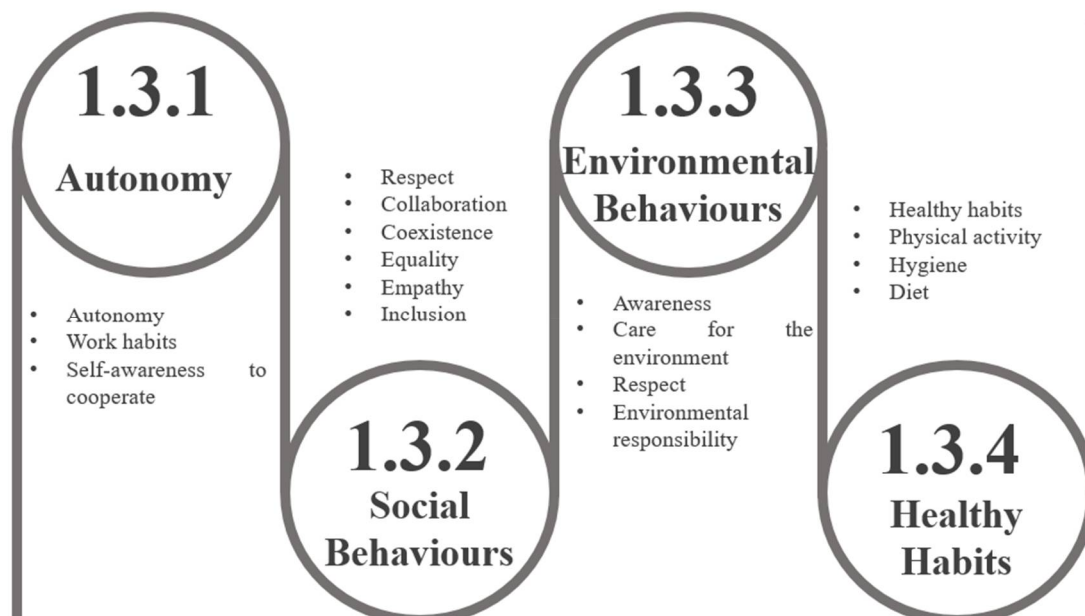 1.3.1
Autonomy
• Autonomy
• Work habits
• Self-awareness to
cooperate
• Respect
• Collaboration
• Coexistence
• Equality
• Empathy
• Inclusion
1.3.2
Social
Behaviours
1.3.3
Environmental
Behaviours
• Awareness
• Care for the
environment
• Respect
• Environmental
responsibility
• Healthy habits
• Physical activity
• Hygiene
• Diet
1.3.4
Healthy
Habits